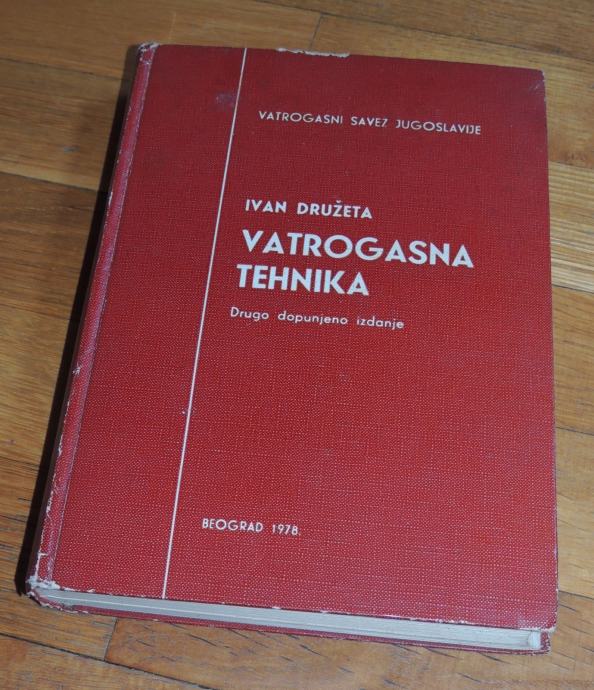 VATROGASNI SAVEZ JUGOSLAVIJE
IVAN DRUŽETA
VATROGASNA
TEHNIKA
Drugo dopunjeno izdanje
BEOGRAD 1978.